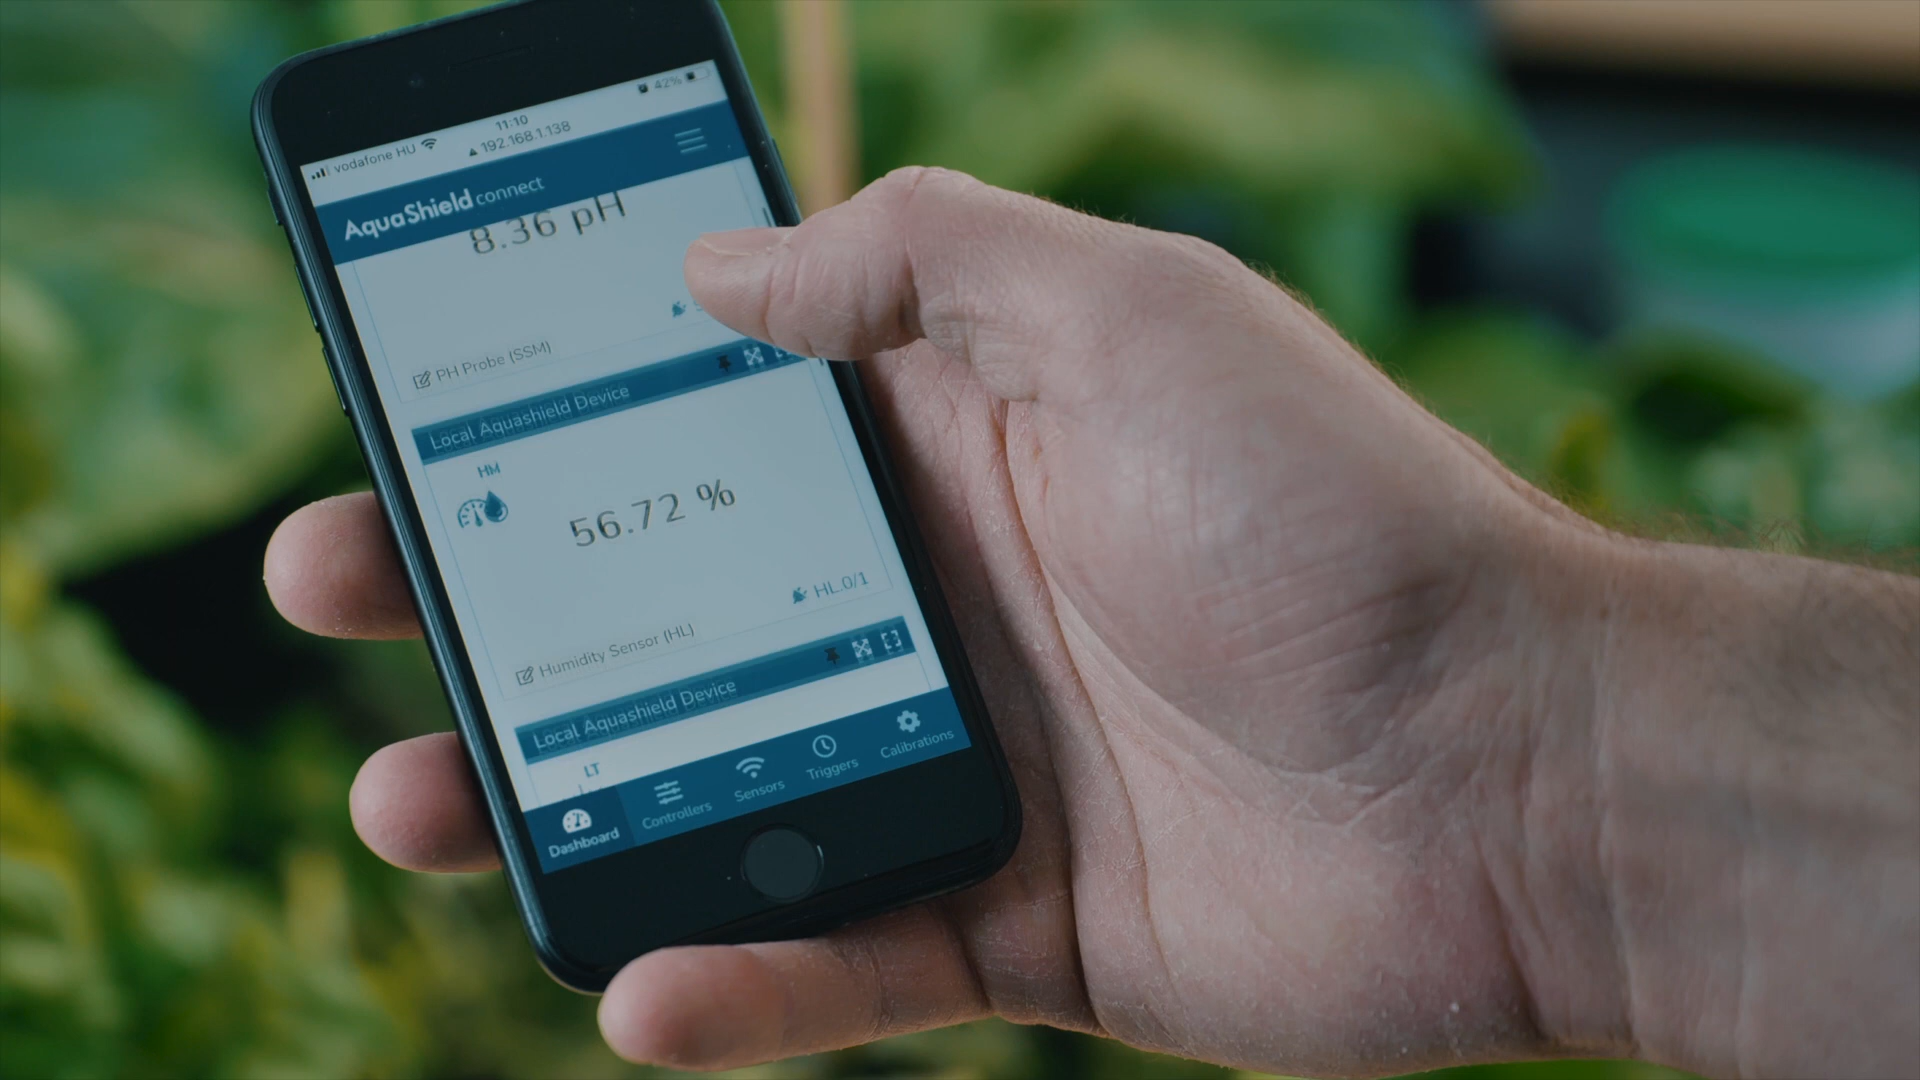 vodafone HU
11:10
42%
▲ 192.168.1.138
AquaShield connect
8.36 pH
PH Probe (SSM)
Local Aquashield Device
HM
56.72 %
HL.0/1
Humidity Sensor (HL)
Local Aquashield Device
LT
Dashboard
Controllers
Sensors
Triggers
Calibrations